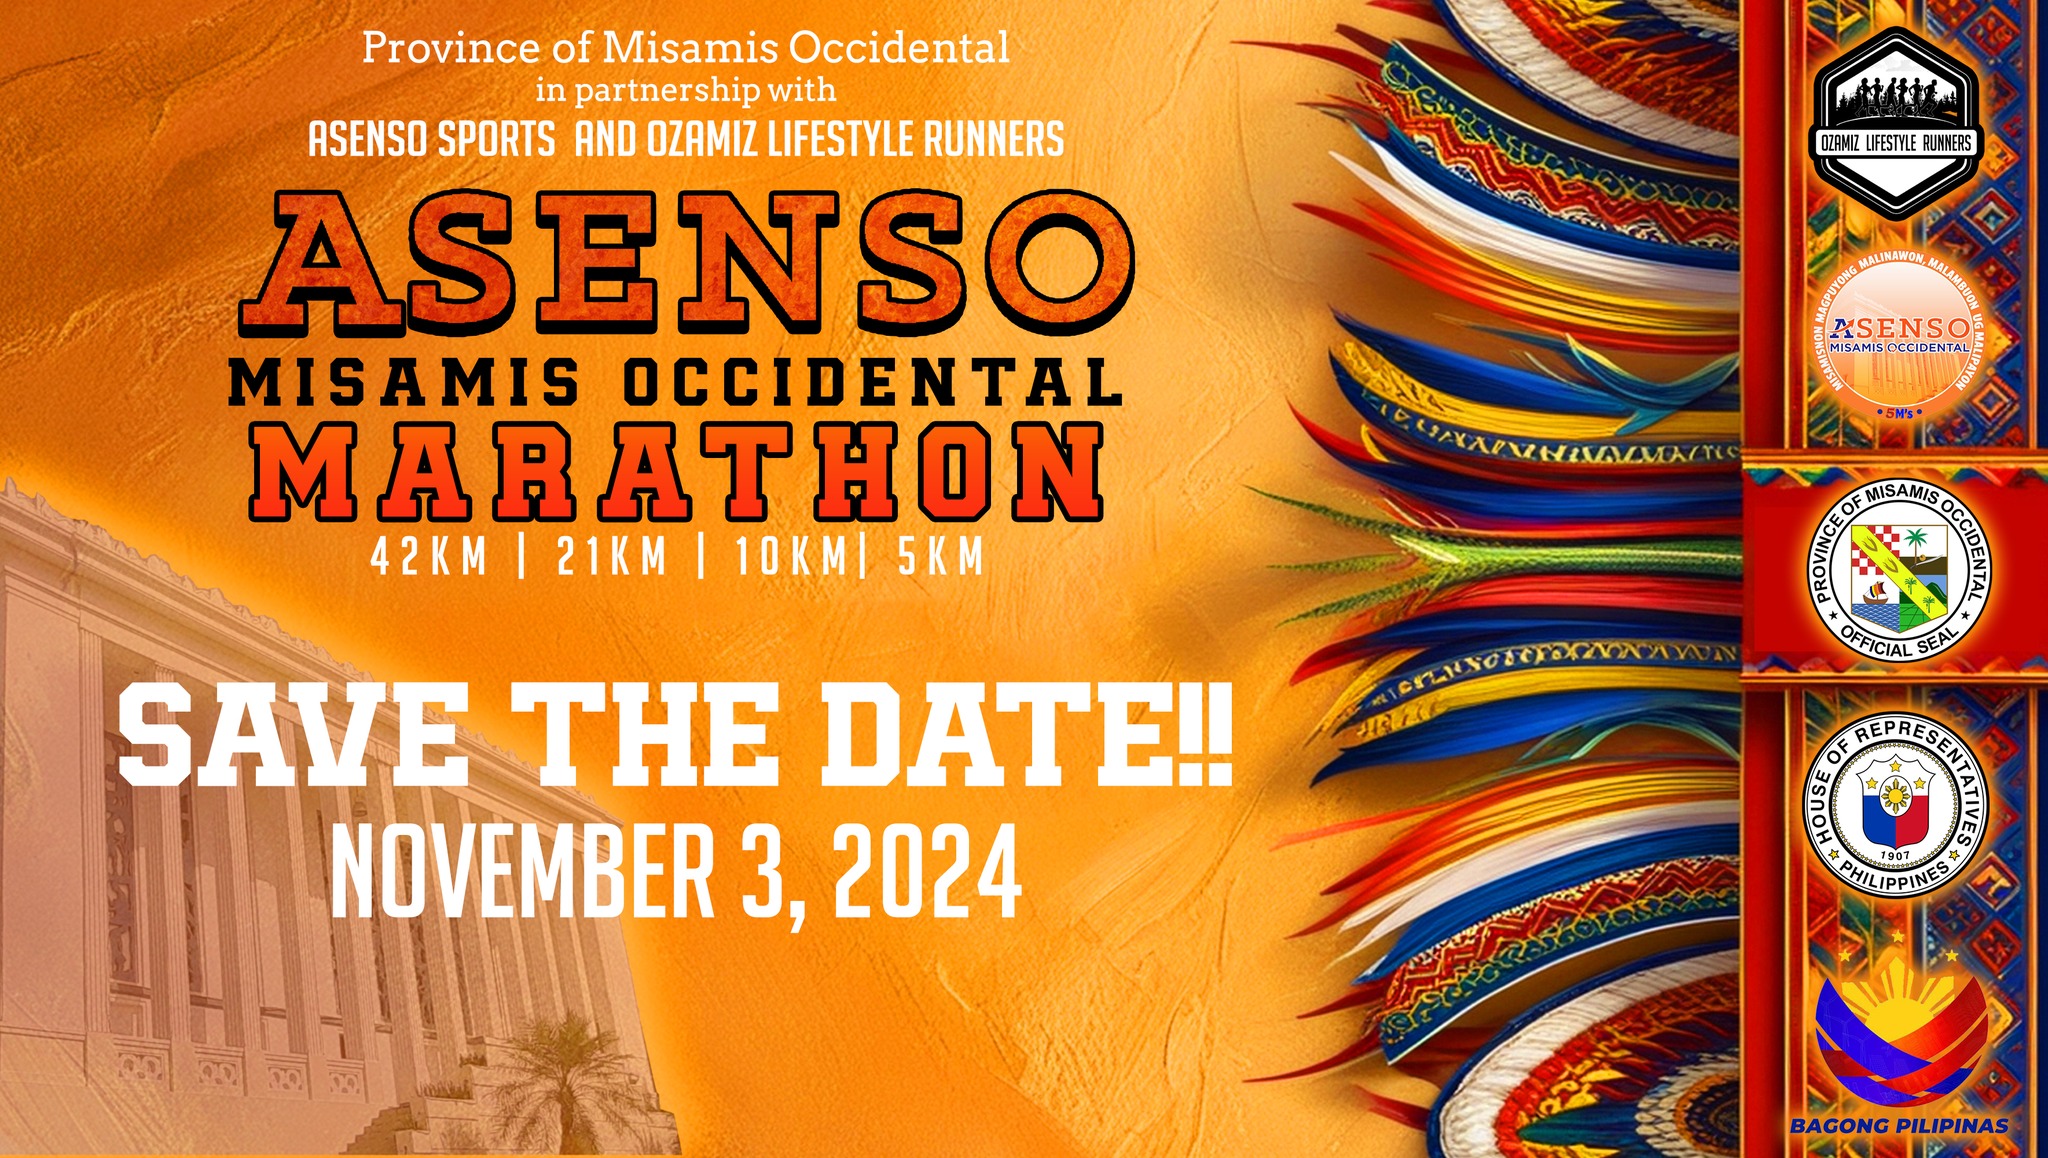 Province of Misamis Occidental
in partnership with
ASENSO SPORTS AND OZAMIZ LIFESTYLE RUNNERS
ASENSO
MISAMIS OCCIDENTAL
MARATHON
42KM | 21KM | 10KM| 5KM
SAVE THE DATE!!
NOVEMBER 3, 2024
OZAMIZ LIFESTYLE RUNNERS
MISAMISNON MAGPUYONG MALINAWON, MALAMBUON UG MALIPAYON
ASENSO
MISAMIS OCCIDENTAL
• 5M's •
PROVINCE OF MISAMIS OCCIDENTAL
★ OFFICIAL SEAL ★
HOUSE OF REPRESENTATIVES
1907
★ PHILIPPINES ★
BAGONG PILIPINAS